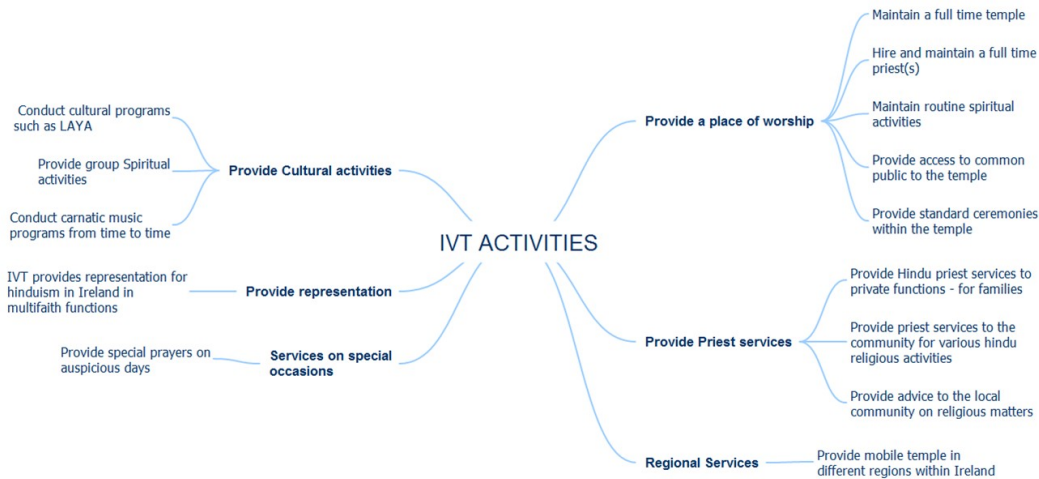 IVT ACTIVITIES
Provide Cultural activities
Conduct cultural programs
such as LAYA
Provide group Spiritual
activities
Conduct carnatic music
programs from time to time
Provide representation
IVT provides representation for
hinduism in Ireland in
multifaith functions
Services on special
occasions
Provide special prayers on
auspicious days
Provide a place of worship
Maintain a full time temple
Hire and maintain a full time
priest(s)
Maintain routine spiritual
activities
Provide access to common
public to the temple
Provide standard ceremonies
within the temple
Provide Priest services
Provide Hindu priest services to
private functions - for families
Provide priest services to the
community for various hindu
religious activities
Provide advice to the local
community on religious matters
Regional Services
Provide mobile temple in
different regions within Ireland